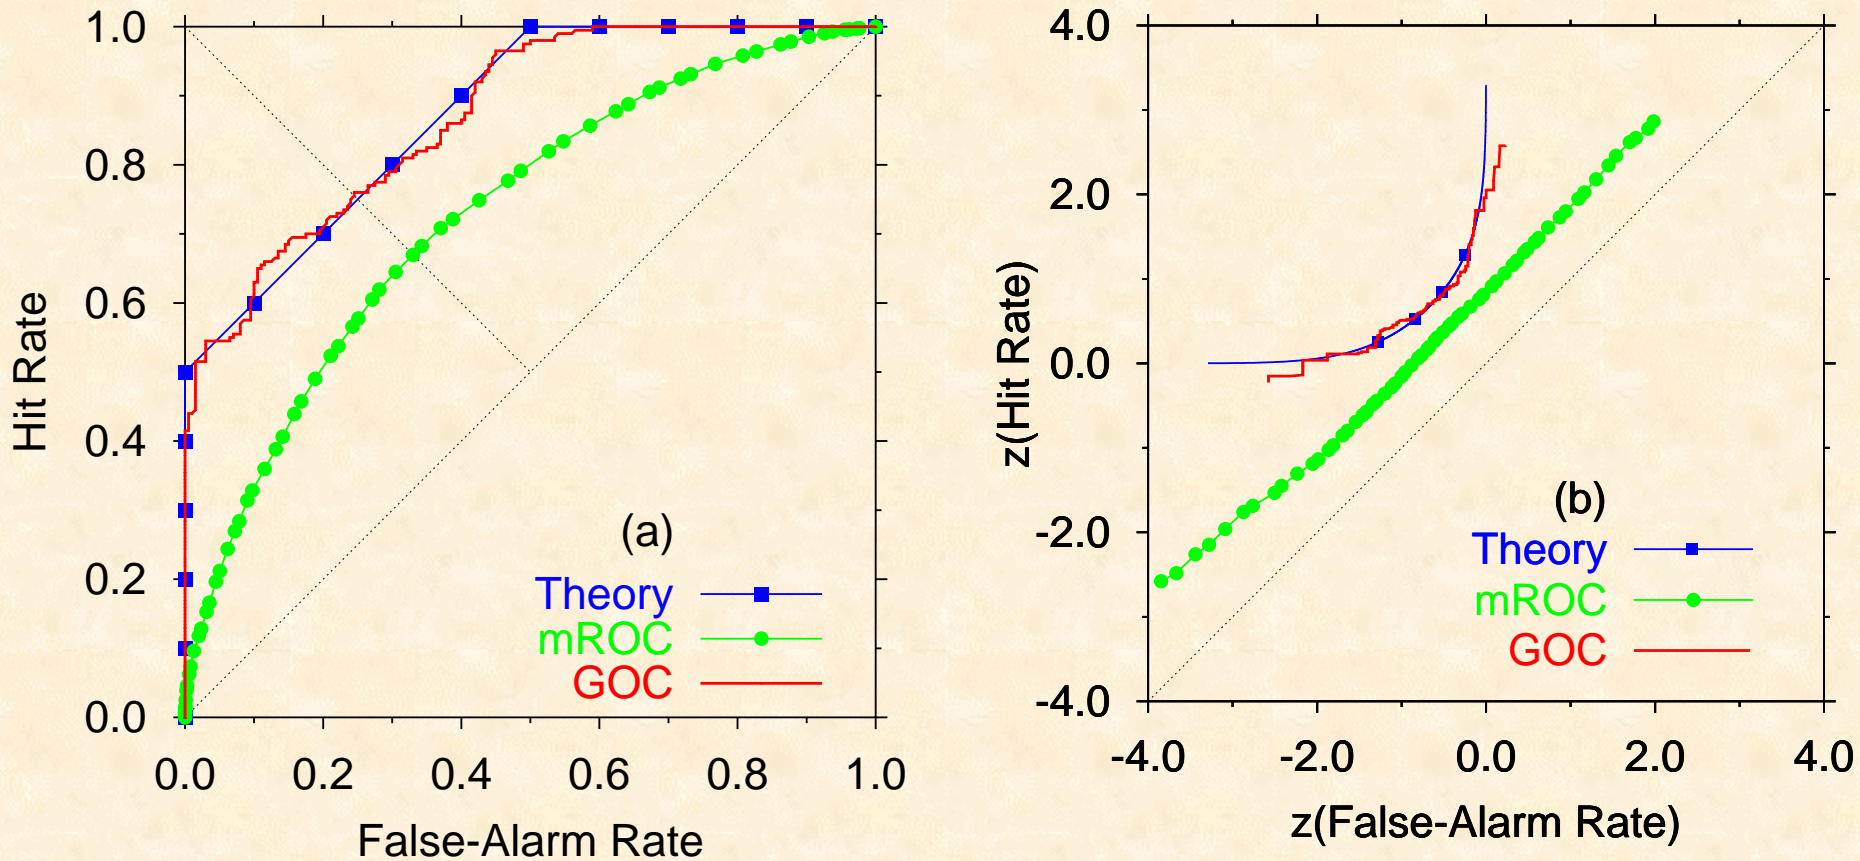 1.0
0.8
0.6
0.4
0.2
0.0
Hit Rate
(a)
Theory
mROC
GOC
0.0 0.2 0.4 0.6 0.8 1.0
False-Alarm Rate
4.0
2.0
0.0
-2.0
-4.0
z(Hit Rate)
(b)
Theory
mROC
GOC
-4.0 -2.0 0.0 2.0 4.0
z(False-Alarm Rate)